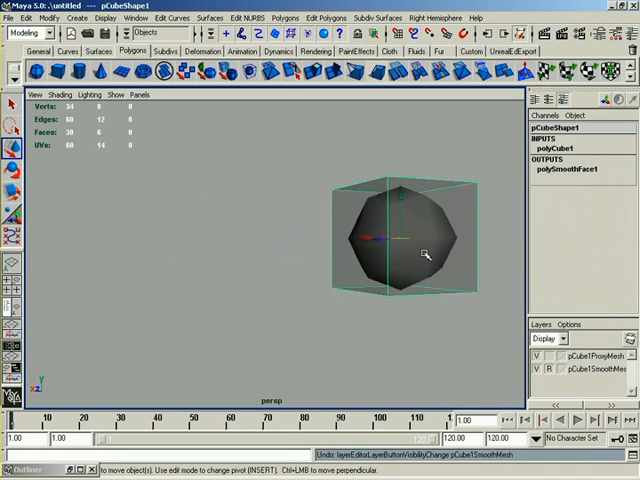 Maya 5.0: .\untitled --- pCubeShape1
File Edit Modify Create Display Window Edit Curves Surfaces Edit NURBS Polygons Edit Polygons Subdiv Surfaces Right Hemisphere Help
Modeling Objects
General Curves Surfaces Polygons Subdivs Deformation Animation Dynamics Rendering PaintEffects Cloth Fluids Fur Custom UnrealEdExport
View Shading Lighting Show Panels
Verts: 34 8 0
Edges: 60 12 0
Faces: 30 6 0
UVs: 60 14 0
Channels Object
pCubeShape1
INPUTS
polyCube1
OUTPUTS
polySmoothFace1
Layers Options
Display
V pCube1ProxyMesh
V R pCube1SmoothMes
y
persp
10 20 30 40 50 60 70 80 90 100 110 1.00
1.00 1.00 120.00 120.00 No Character Set
Undo: layerEditorLayerButtonVisibilityChange pCube1SmoothMesh
Outliner to move object(s). Use edit mode to change pivot (INSERT). Ctrl+LMB to move perpendicular.